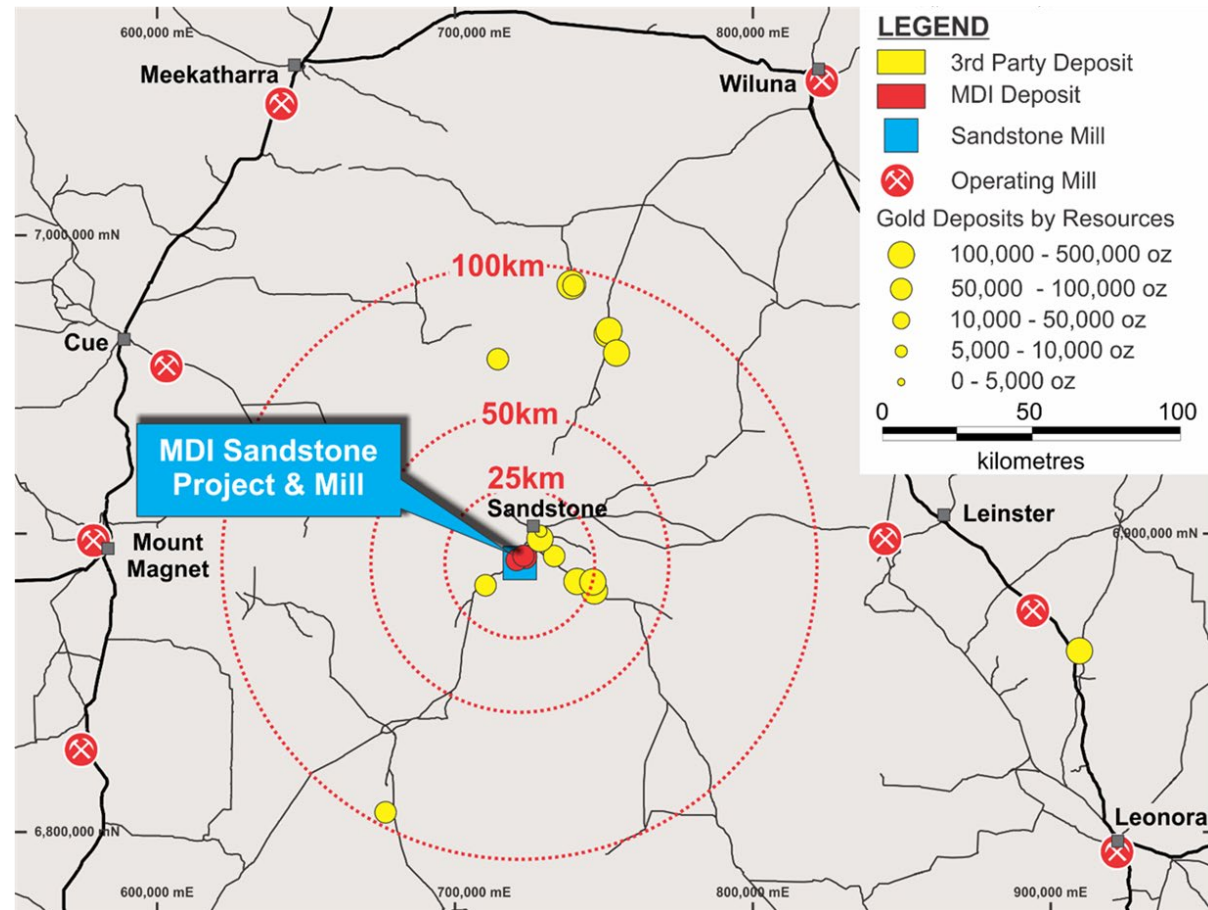 600,000 mE
700,000 mE
800,000 mE
LEGEND
3rd Party Deposit
MDI Deposit
Sandstone Mill
Operating Mill
Gold Deposits by Resources
100,000 - 500,000 oz
50,000 - 100,000 oz
10,000 - 50,000 oz
5,000 - 10,000 oz
0 - 5,000 oz
0 50 100
kilometres
Meekatharra
Wiluna
7,000,000 mN
100km
Cue
50km
MDI Sandstone
Project & Mill
25km
Sandstone
Leinster
6,900,000 mN
Mount
Magnet
6,800,000 mN
Leonora
600,000 mE
700,000 mE
800,000 mE
900,000 mE